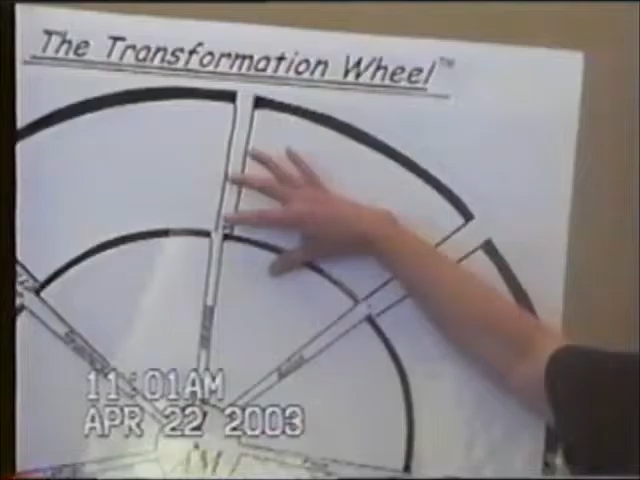 The Transformation Wheel™
11:01AM
APR 22 2003